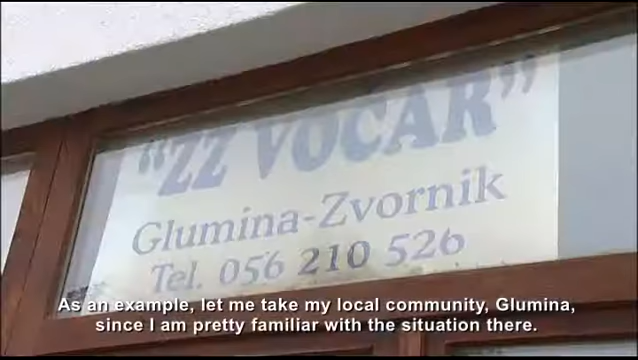 “ZZ VOĆAR”
Glumina-Zvornik
Tel. 056 210 526
As an example, let me take my local community, Glumina,
since I am pretty familiar with the situation there.